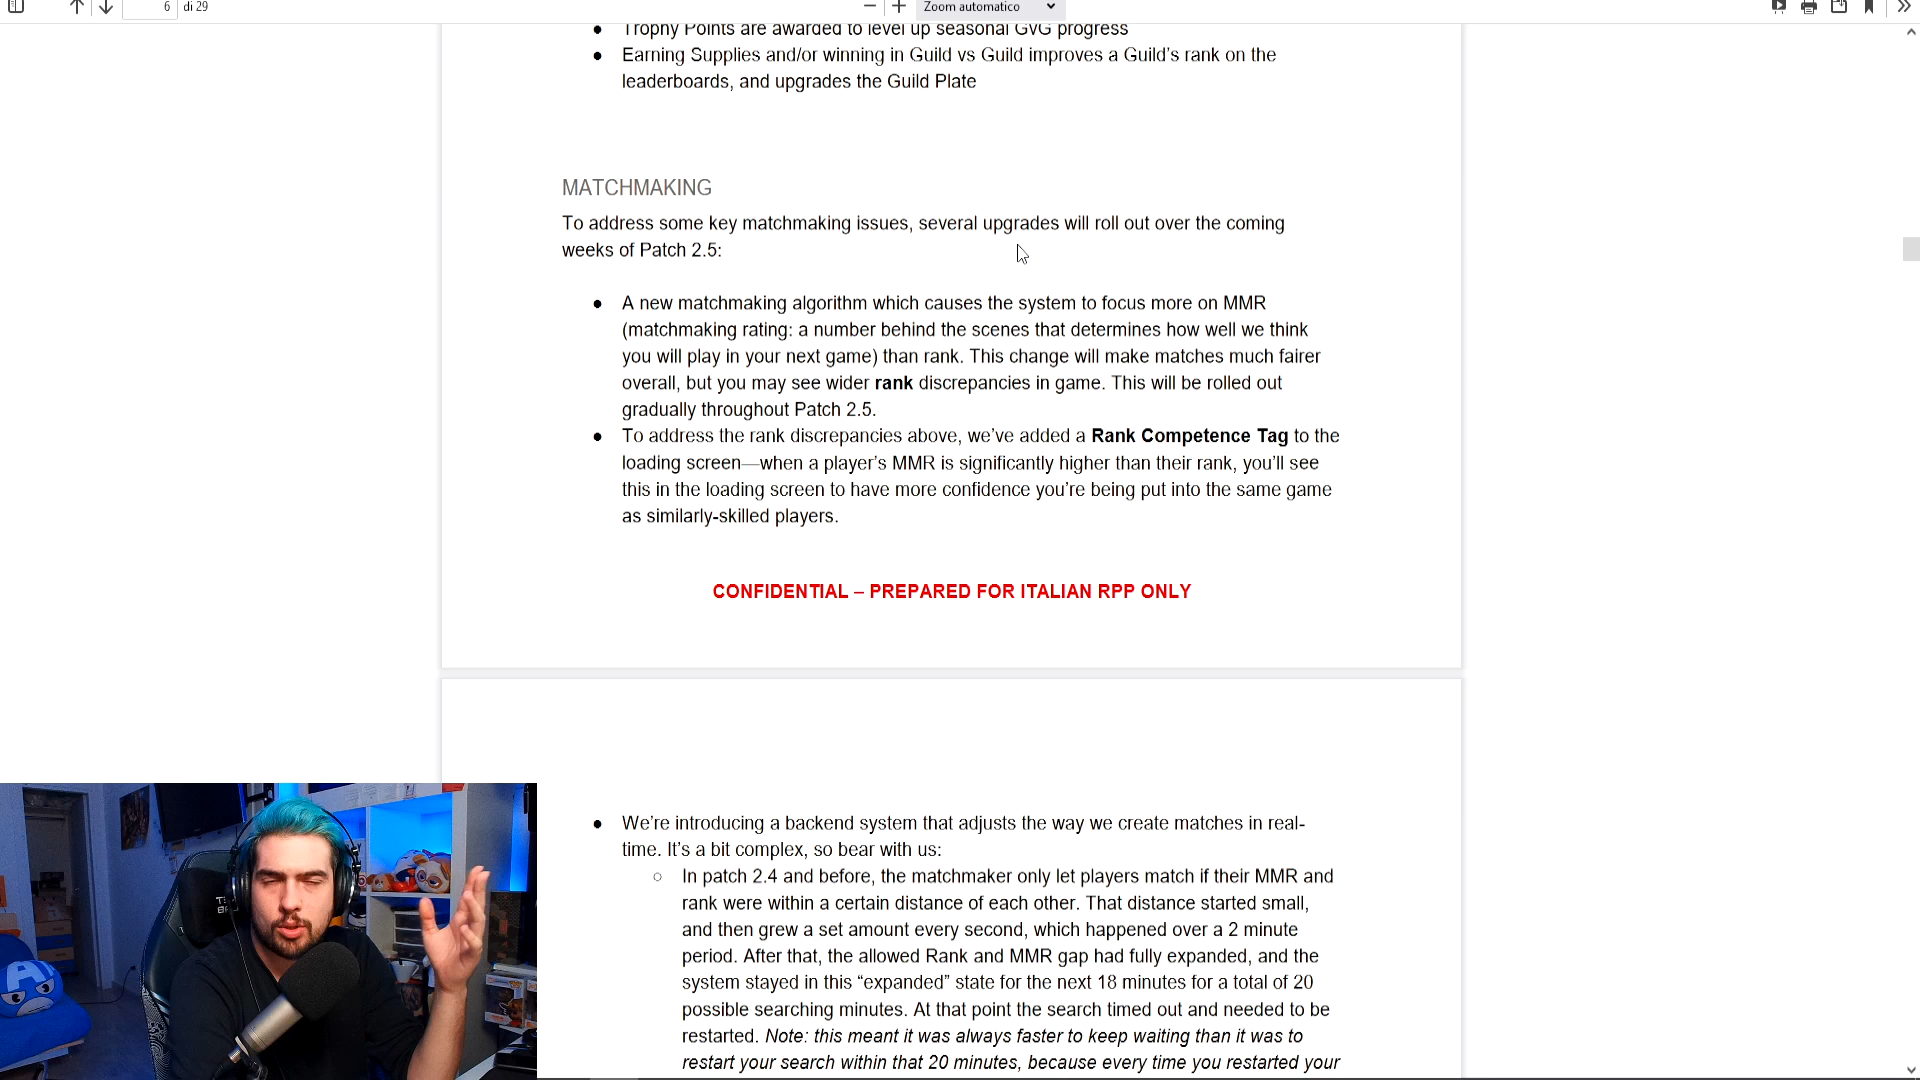 6 di 29
Zoom automatico
● Trophy Points are awarded to level up seasonal GvG progress
● Earning Supplies and/or winning in Guild vs Guild improves a Guild’s rank on the
leaderboards, and upgrades the Guild Plate
MATCHMAKING
To address some key matchmaking issues, several upgrades will roll out over the coming
weeks of Patch 2.5:
● A new matchmaking algorithm which causes the system to focus more on MMR
(matchmaking rating: a number behind the scenes that determines how well we think
you will play in your next game) than rank. This change will make matches much fairer
overall, but you may see wider rank discrepancies in game. This will be rolled out
gradually throughout Patch 2.5.
● To address the rank discrepancies above, we’ve added a Rank Competence Tag to the
loading screen—when a player’s MMR is significantly higher than their rank, you’ll see
this in the loading screen to have more confidence you’re being put into the same game
as similarly-skilled players.
CONFIDENTIAL – PREPARED FOR ITALIAN RPP ONLY
● We’re introducing a backend system that adjusts the way we create matches in real-
time. It’s a bit complex, so bear with us:
○ In patch 2.4 and before, the matchmaker only let players match if their MMR and
rank were within a certain distance of each other. That distance started small,
and then grew a set amount every second, which happened over a 2 minute
period. After that, the allowed Rank and MMR gap had fully expanded, and the
system stayed in this “expanded” state for the next 18 minutes for a total of 20
possible searching minutes. At that point the search timed out and needed to be
restarted. Note: this meant it was always faster to keep waiting than it was to
restart your search within that 20 minutes, because every time you restarted your